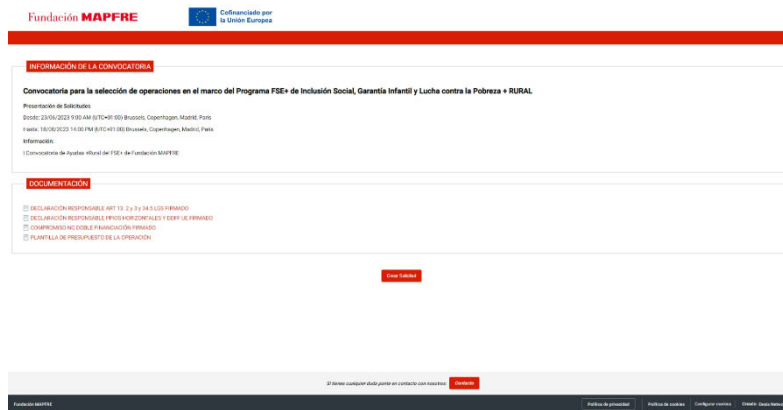 Fundación MAPFRE
Cofinanciado por
la Unión Europea
INFORMACIÓN DE LA CONVOCATORIA
Convocatoria para la selección de operaciones en el marco del Programa FSE+ de Inclusión Social, Garantía Infantil y Lucha contra la Pobreza + RURAL
Presentación de Solicitudes
Desde: 23/06/2023 9:00 AM (UTC+01:00) Brussels, Copenhagen, Madrid, Paris
Hasta: 18/08/2023 14:00 PM (UTC+01:00) Brussels, Copenhagen, Madrid, Paris
Información:
I Convocatoria de Ayudas +Rural del FSE+ de Fundación MAPFRE
DOCUMENTACIÓN
DECLARACIÓN RESPONSABLE ART 13. 2 y 3 y 34.5 LGS FIRMADO
DECLARACIÓN RESPONSABLE PPIOS HORIZONTALES Y DDFF UE FIRMADO
COMPROMISO NO DOBLE FINANCIACIÓN FIRMADO
PLANTILLA DE PRESUPUESTO DE LA OPERACIÓN
Crear Solicitud
Si tienes cualquier duda ponte en contacto con nosotros: Contacto
Fundación MAPFRE
Política de privacidad
Política de cookies
Configurar cookies
Diseño: